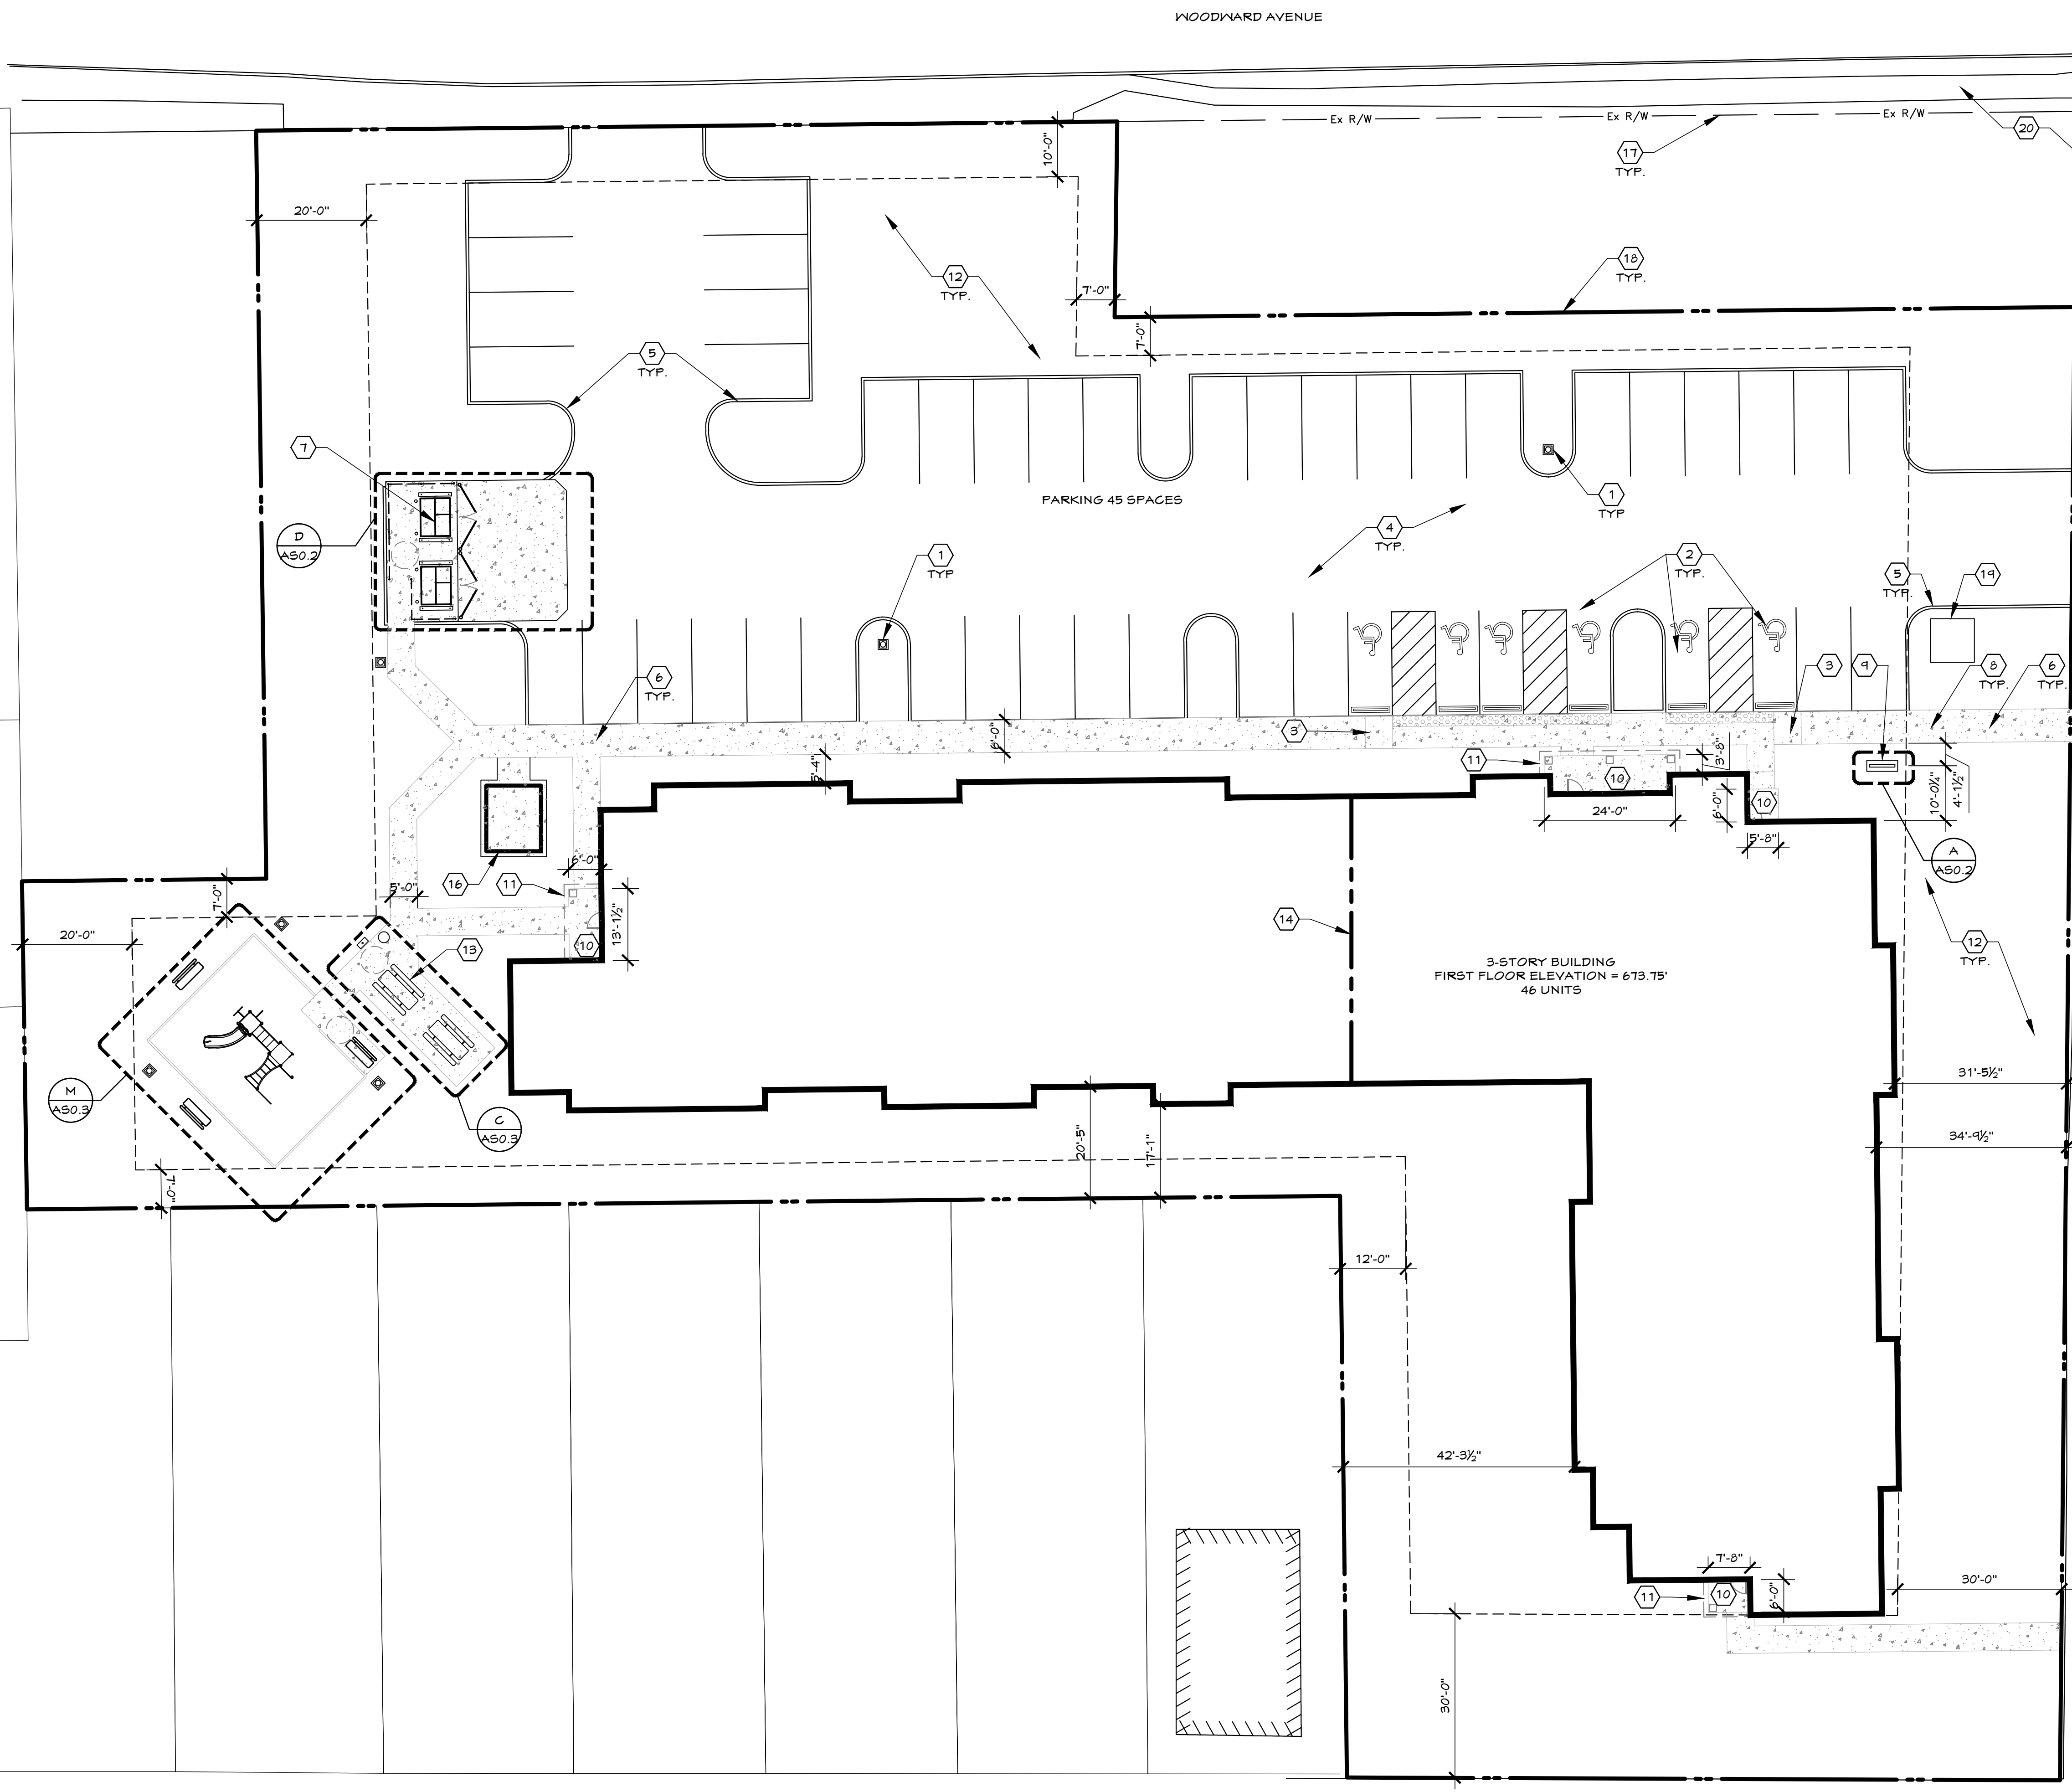 WOODWARD AVENUE
Ex R/W
Ex R/W
Ex R/W
20
17
TYP.
10'-0"
20'-0"
18
TYP.
12
TYP.
7'-0"
7'-0"
5
TYP.
7
PARKING 45 SPACES
1
TYP
4
TYP.
D
AS0.2
1
TYP
2
TYP.
5
TYP.
19
6
TYP.
3
9
8
TYP.
6
TYP.
6'-0"
3
11
3'-8"
10
10
24'-0"
6'-0"
5'-8"
10'-0¼"
4'-1½"
A
AS0.2
16
11
6'-0"
5'-0"
7'-0"
13'-1½"
10
14
20'-0"
13
12
TYP.
3-STORY BUILDING
FIRST FLOOR ELEVATION = 673.75'
46 UNITS
31'-5½"
M
AS0.3
C
AS0.3
20'-5"
17'-1"
34'-9½"
7'-0"
12'-0"
42'-3½"
7'-8"
11
10
6'-0"
30'-0"
30'-0"